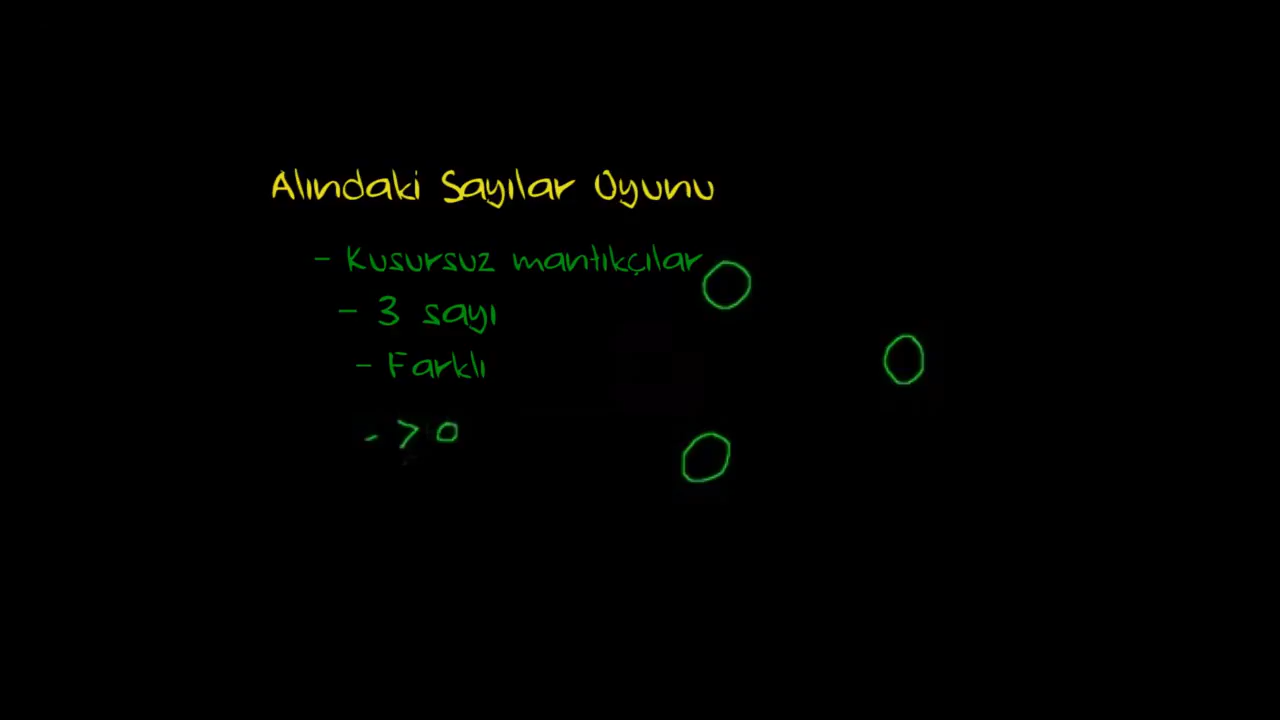 Alındaki Sayılar Oyunu
- Kusursuz mantıkçılar
- 3 sayı
- Farklı
- > 0